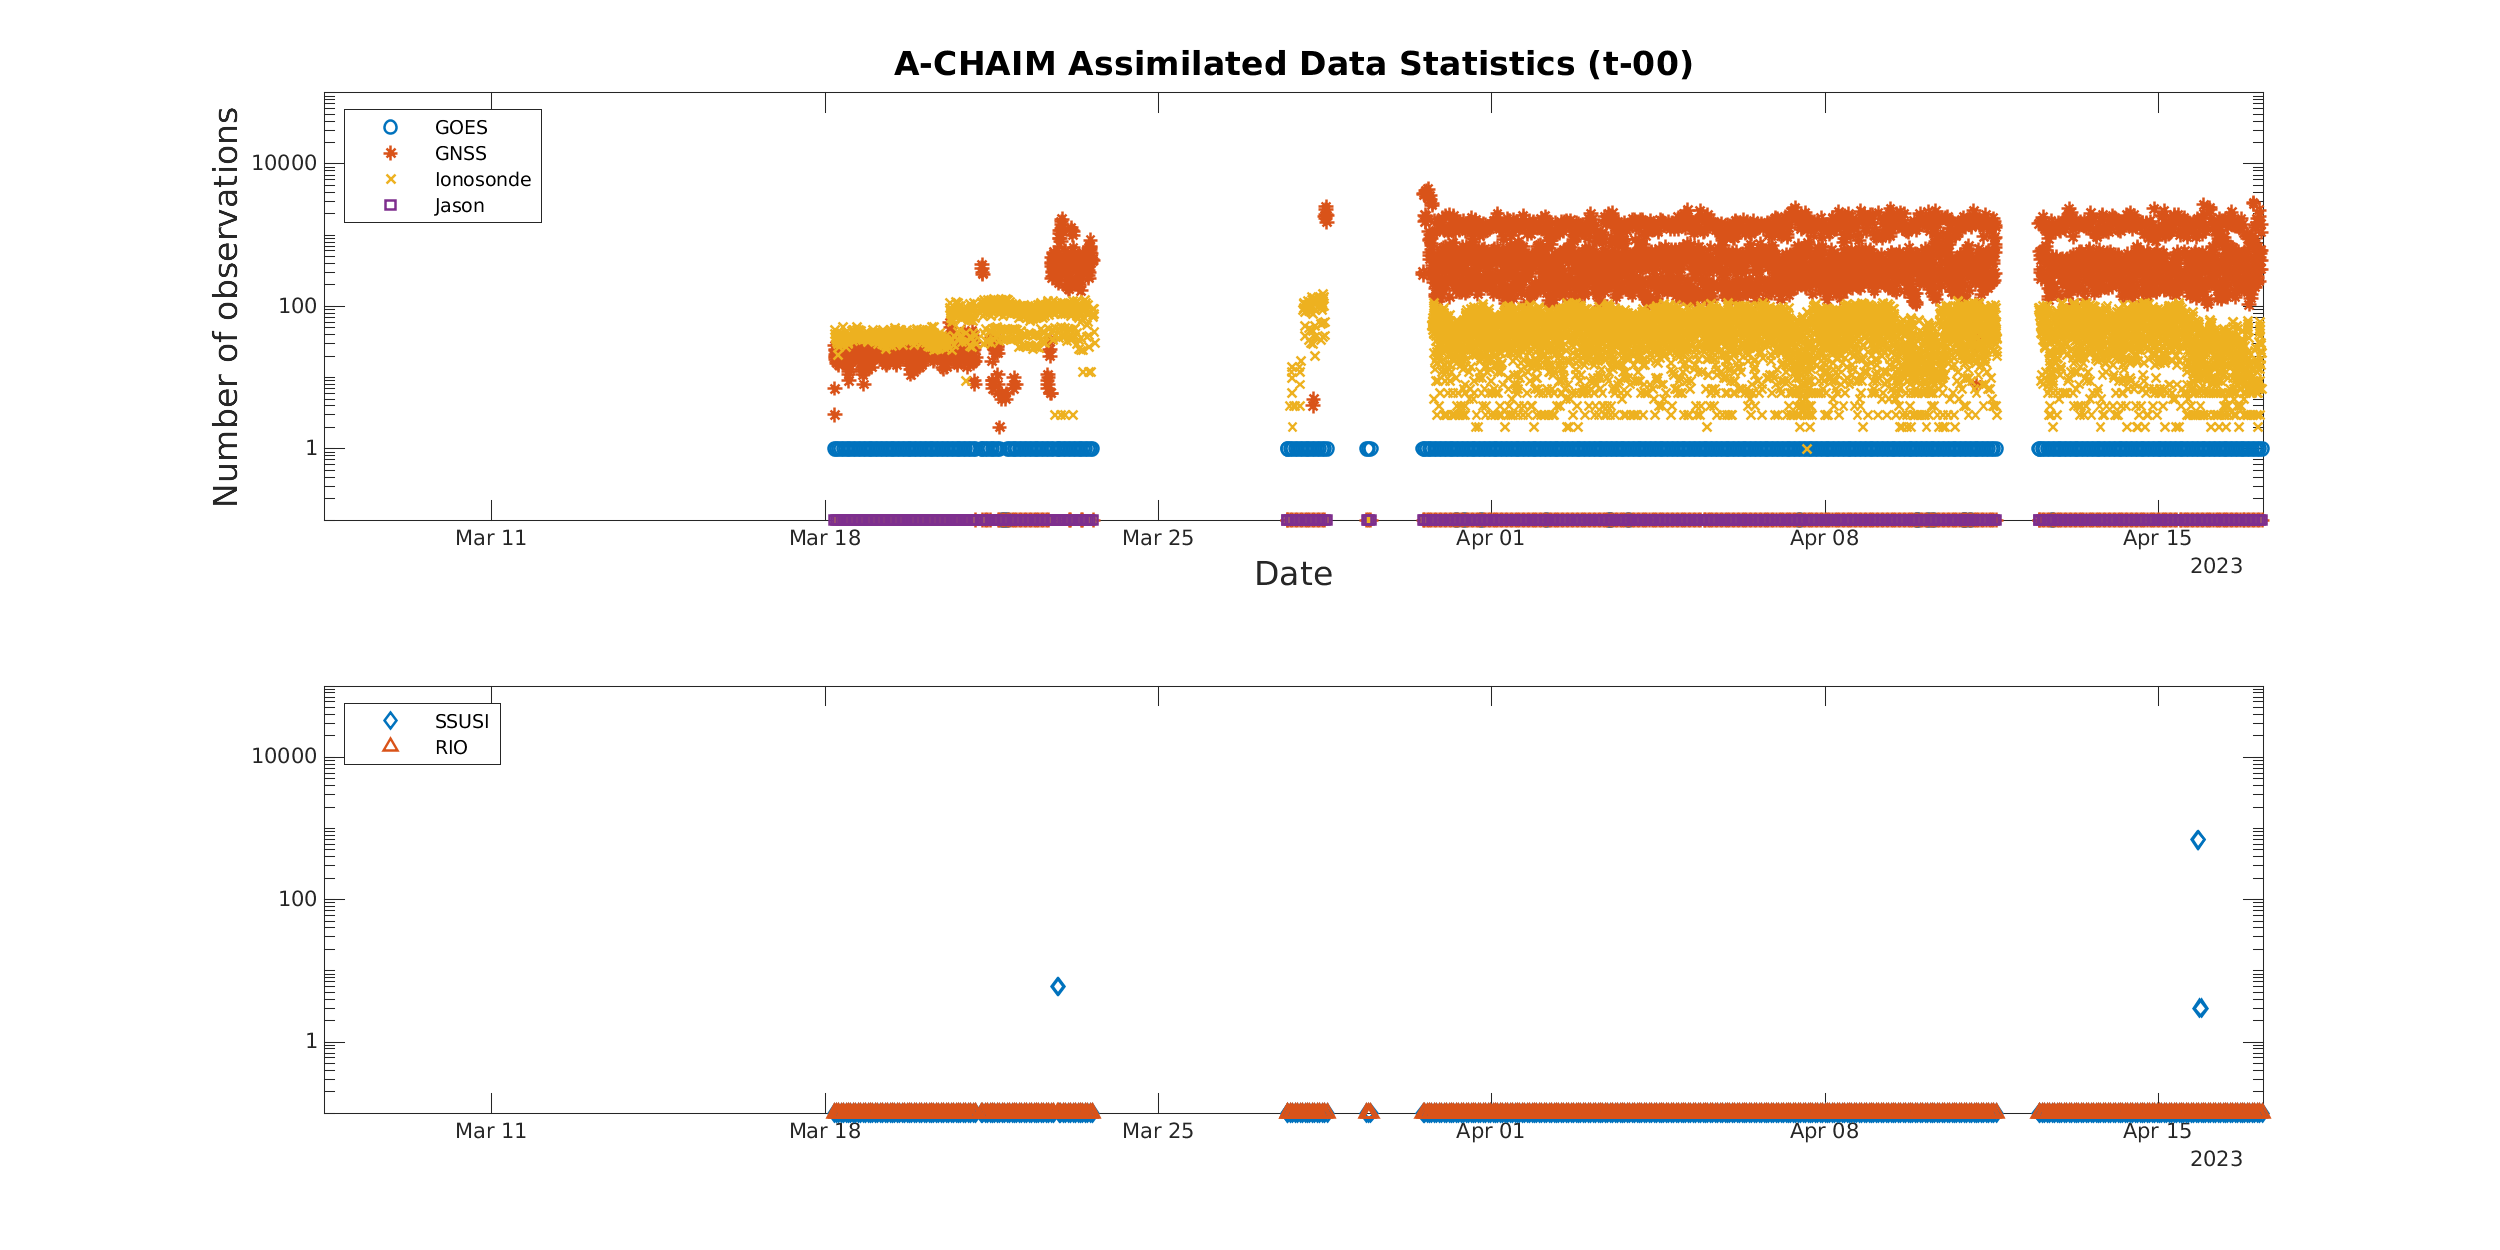 A-CHAIM Assimilated Data Statistics (t-00)
Number of observations
10000
100
1
GOES
GNSS
Ionosonde
Jason
Mar 11 Mar 18 Mar 25 Apr 01 Apr 08 Apr 15
2023
Date
10000
100
1
SSUSI
RIO
Mar 11 Mar 18 Mar 25 Apr 01 Apr 08 Apr 15
2023